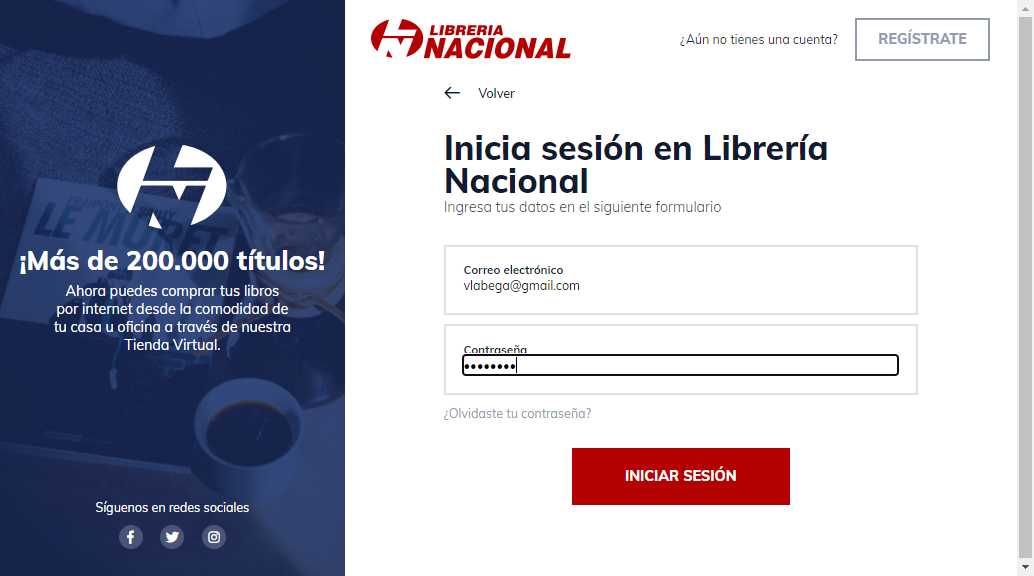 LIBRERIA
NACIONAL
¿Aún no tienes una cuenta?
REGÍSTRATE
Volver
Inicia sesión en Librería
Nacional
Ingresa tus datos en el siguiente formulario
Correo electrónico
vlabega@gmail.com
Contraseña
••••••••
¿Olvidaste tu contraseña?
INICIAR SESIÓN
LE MURET
¡Más de 200.000 títulos!
Ahora puedes comprar tus libros
por internet desde la comodidad de
tu casa u oficina a través de nuestra
Tienda Virtual.
Síguenos en redes sociales